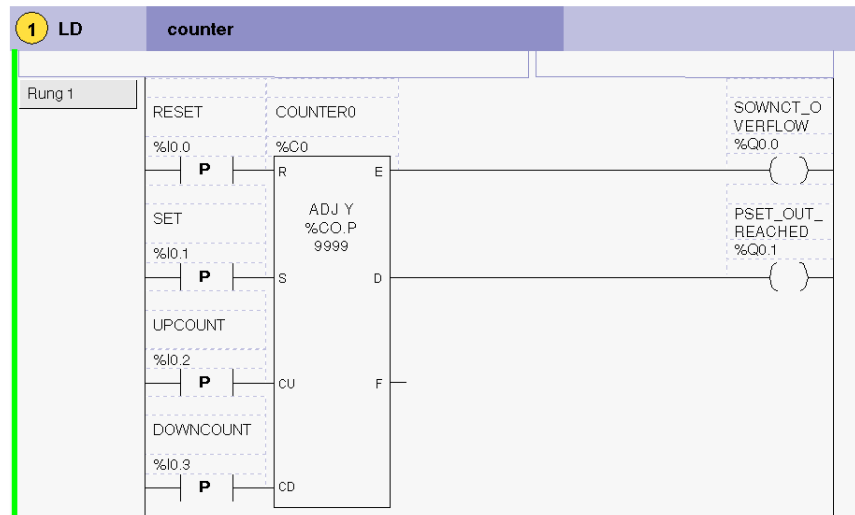 1 LD counter
Rung 1
RESET COUNTER0 SOWNCT_O
VERFLOW
%I0.0 %C0 %Q0.0
P R E
SET ADJ Y PSET_OUT_
%CO.P REACHED
9999
%I0.1 %Q0.1
P S D
UPCOUNT
%I0.2
P CU F
DOWNCOUNT
%I0.3
P CD